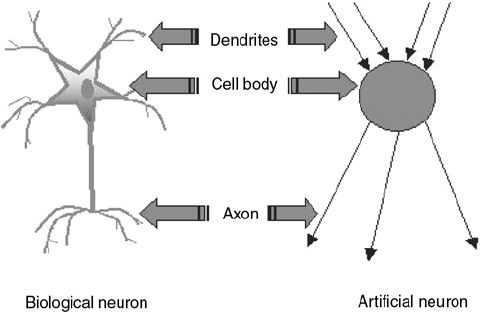 Dendrites
Cell body
Axon
Biological neuron
Artificial neuron